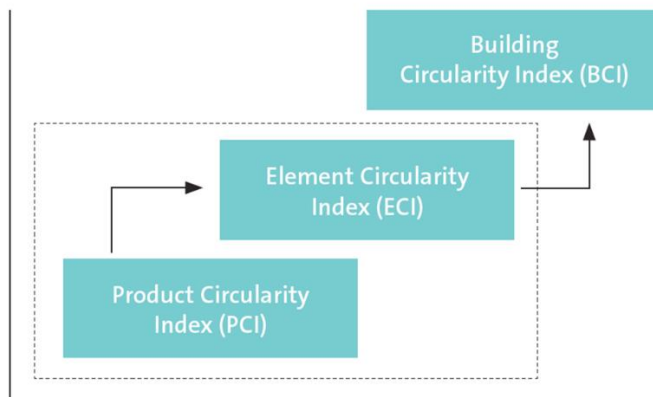 Building
Circularity Index (BCI)
Element Circularity
Index (ECI)
Product Circularity
Index (PCI)